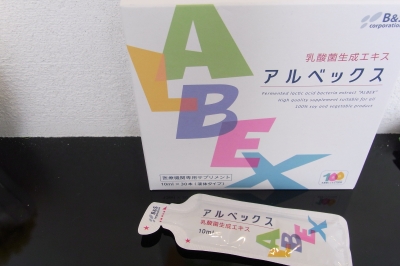 B&S
corporation
乳酸菌生成エキス
アルベックス
Fermented lactic acid bacteria extract "ALBEX"
high quality supplement suitable for all
100% soy and vegetable product
ALBEX
医療機関専用サプリメント
10ml × 30本(液体タイプ)
100
B&S
アルベックス
乳酸菌生成エキス
10ml
ALBEX